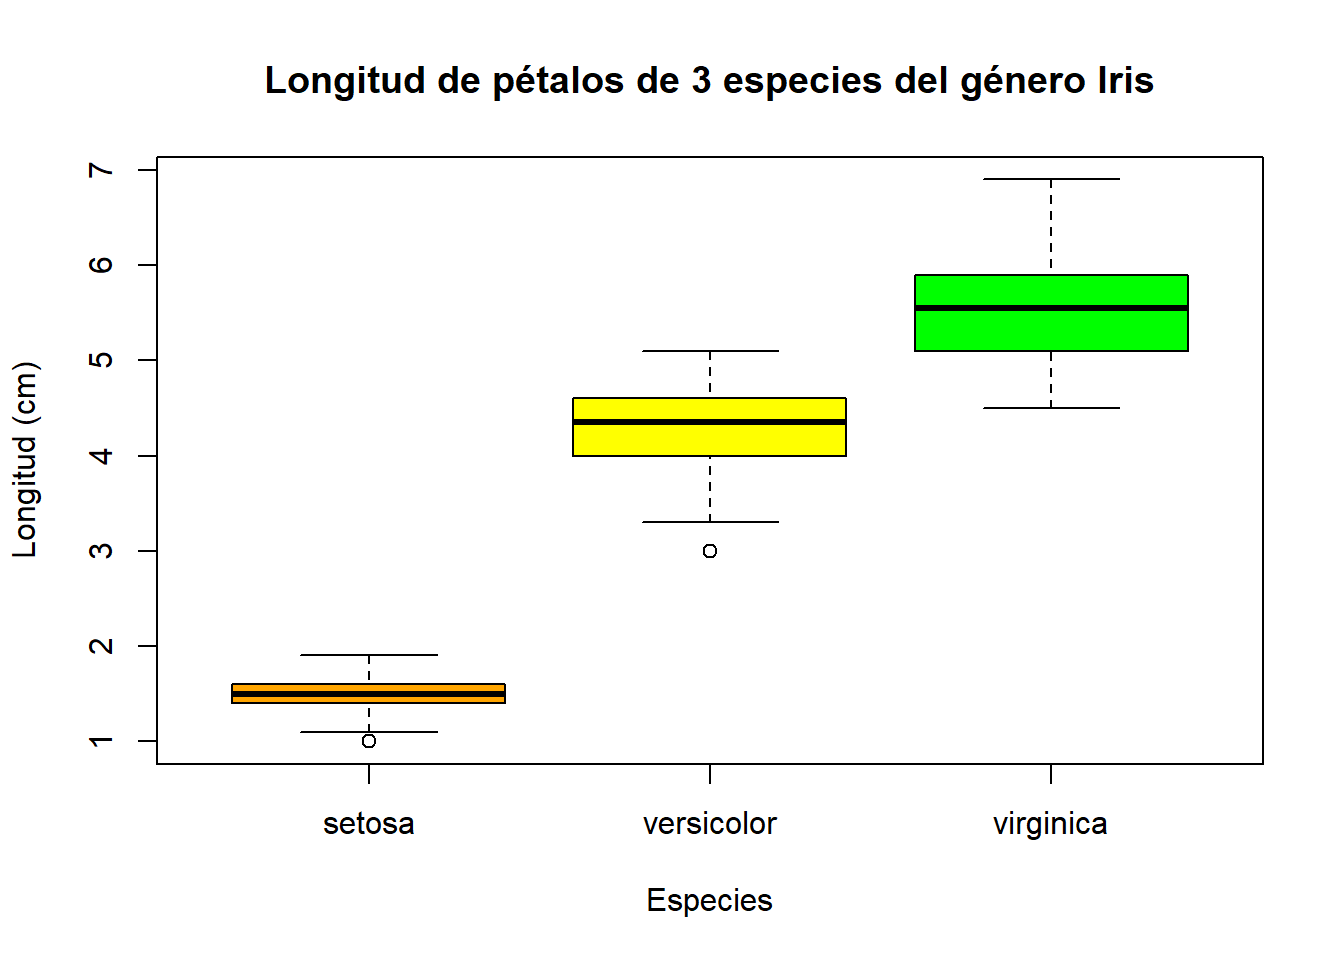 Longitud de pétalos de 3 especies del género Iris
Longitud (cm)
7
6
5
4
3
2
1
setosa versicolor virginica
Especies